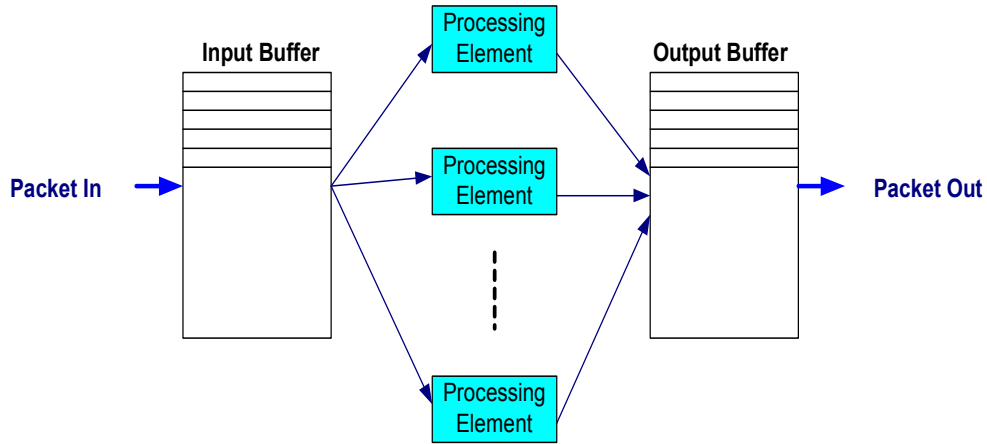 Processing
Element
Input Buffer
Output Buffer
Processing
Element
Packet In
Packet Out
Processing
Element